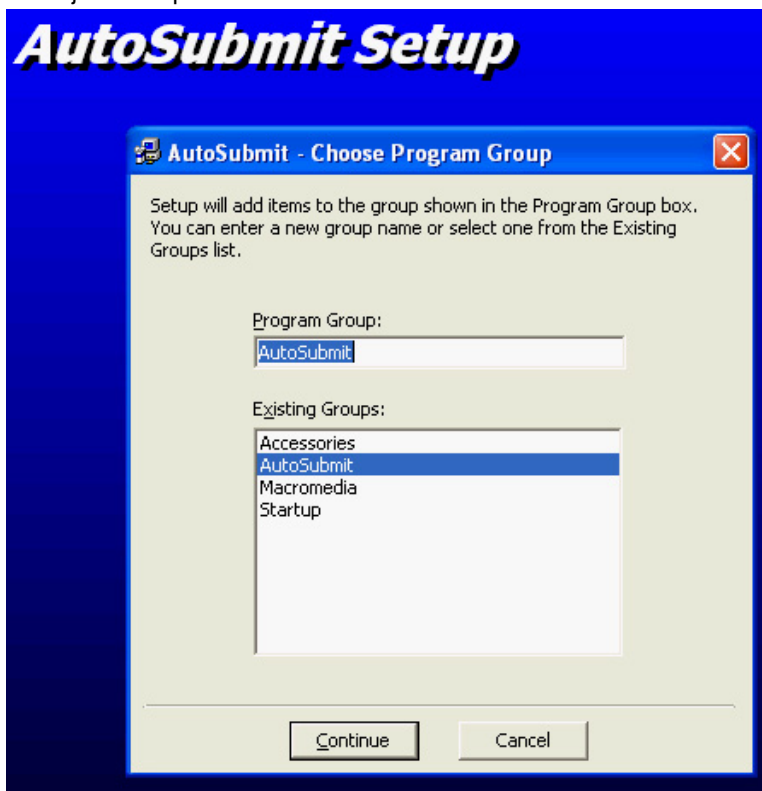 AutoSubmit Setup
AutoSubmit - Choose Program Group
Setup will add items to the group shown in the Program Group box.
You can enter a new group name or select one from the Existing
Groups list.
Program Group:
AutoSubmit
Existing Groups:
Accessories
AutoSubmit
Macromedia
Startup
Continue
Cancel